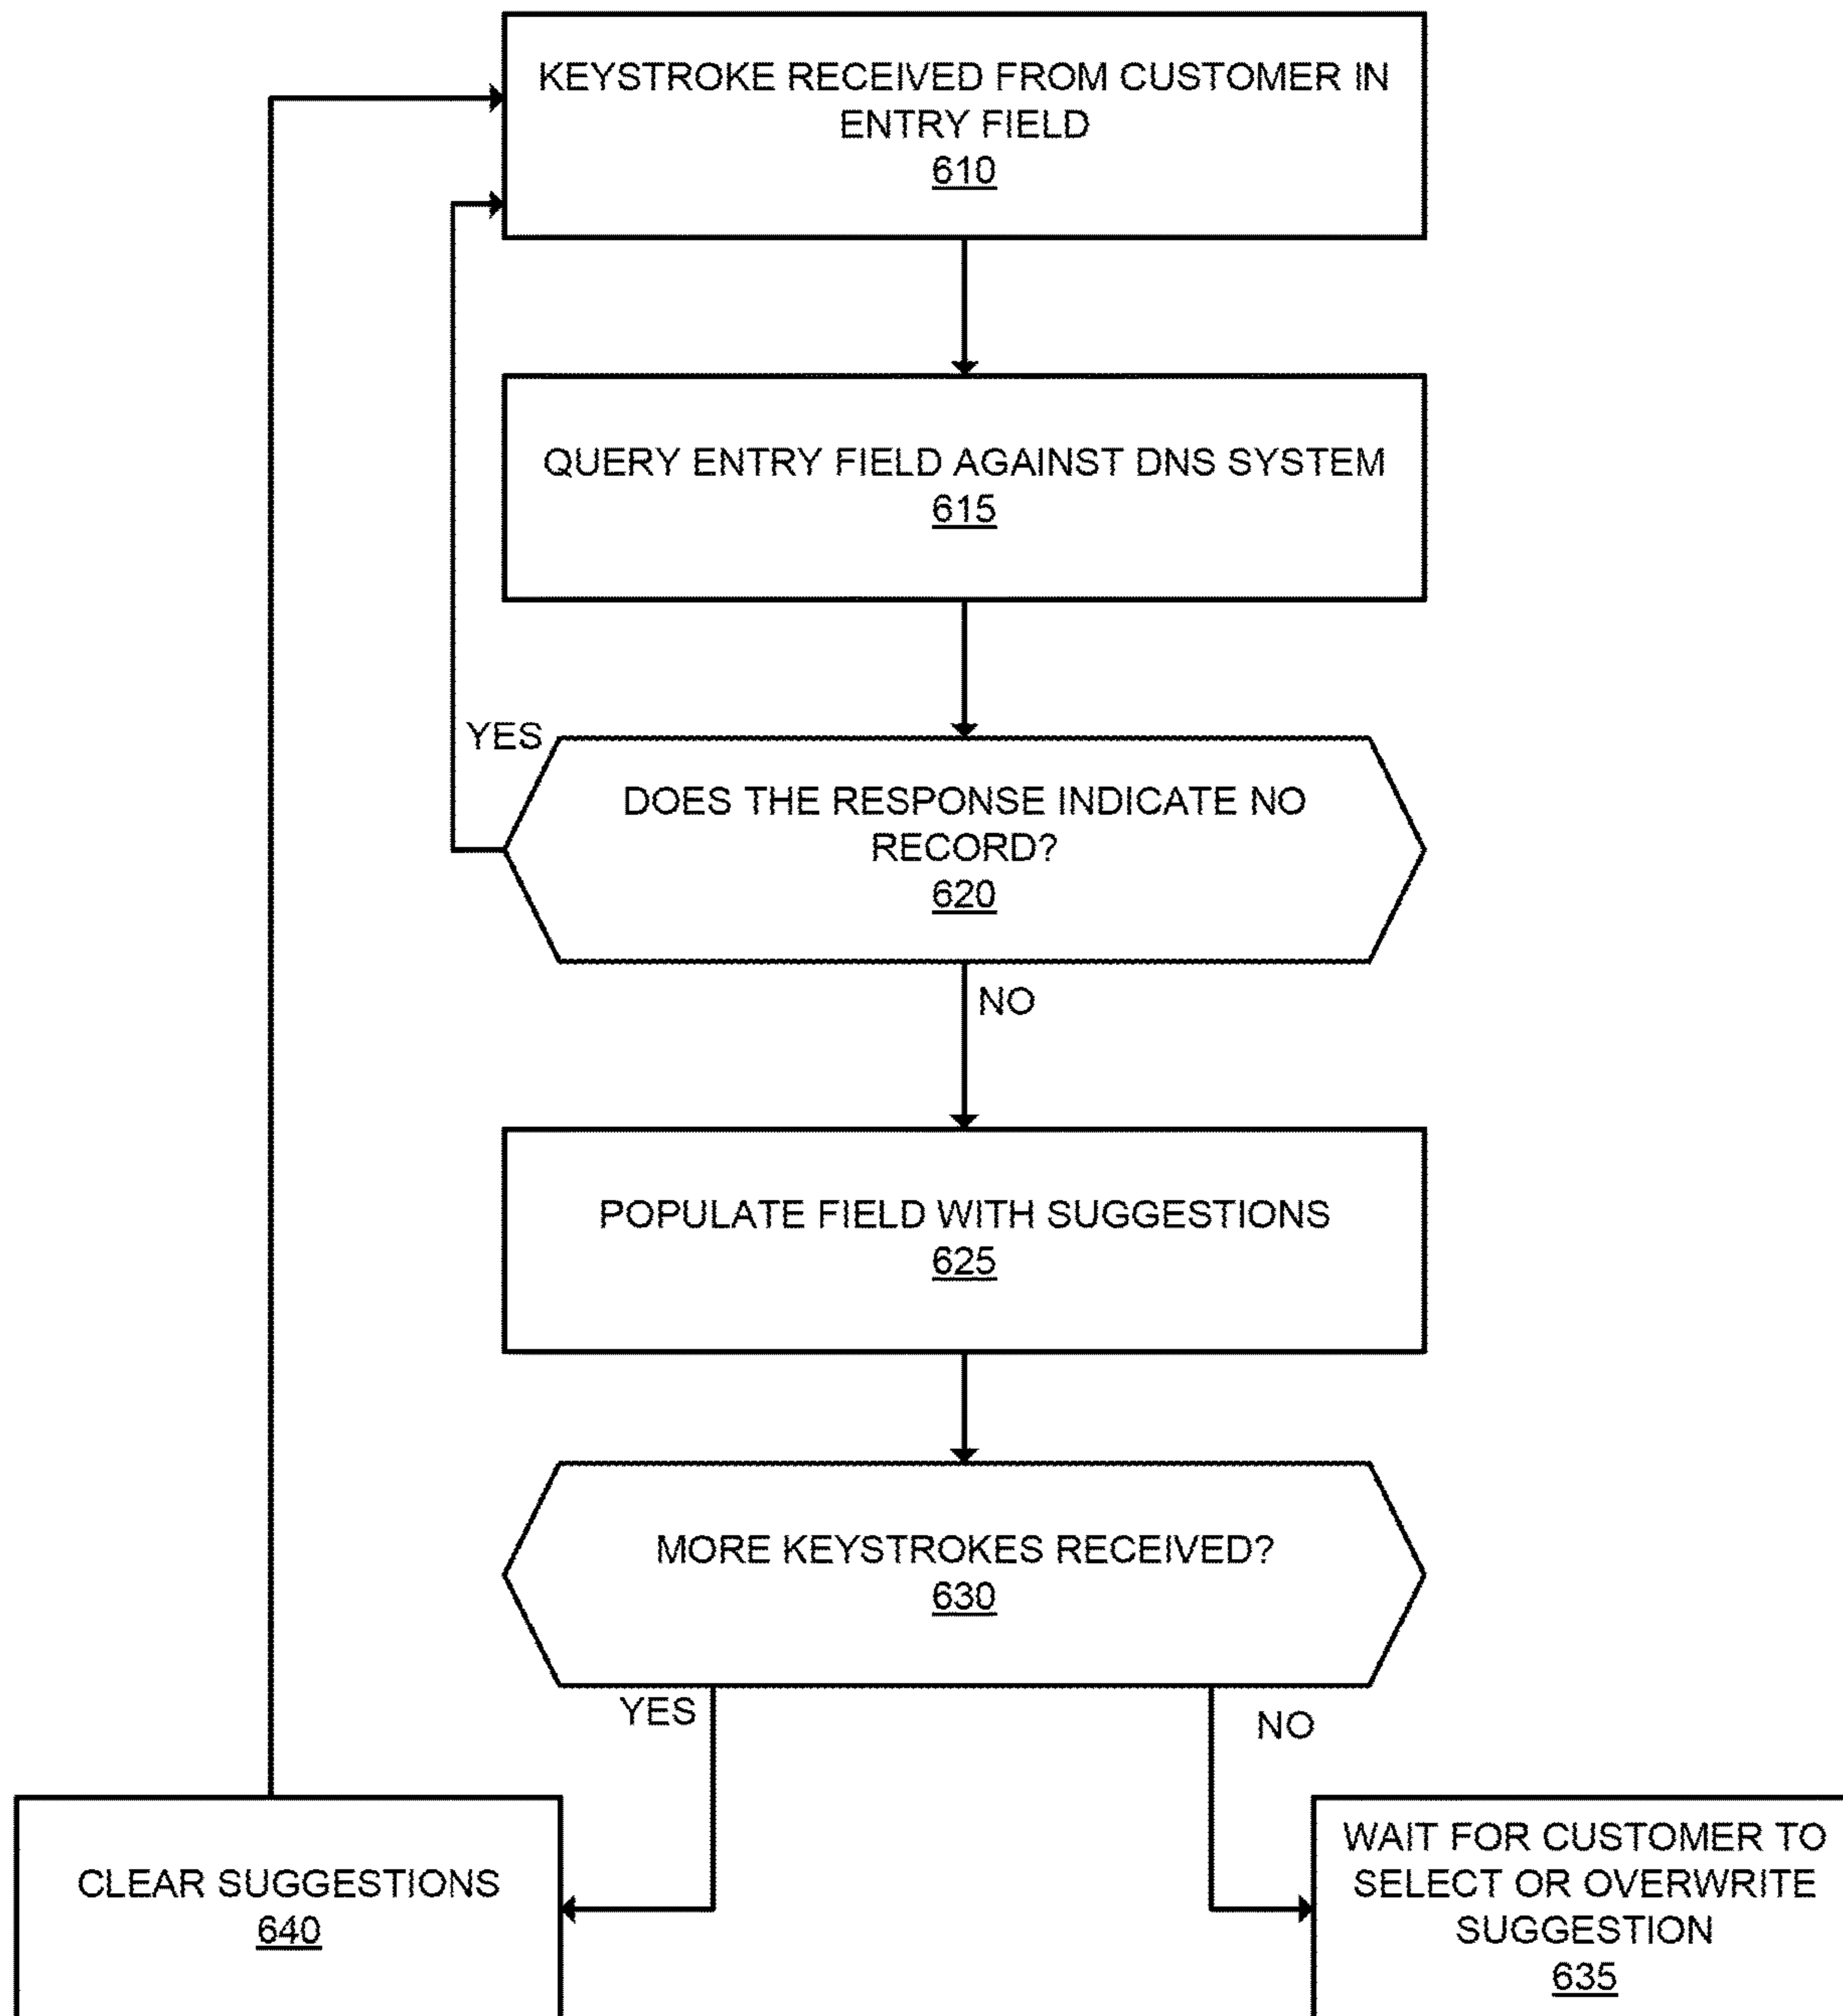 KEYSTROKE RECEIVED FROM CUSTOMER IN
ENTRY FIELD
610
QUERY ENTRY FIELD AGAINST DNS SYSTEM
615
YES
DOES THE RESPONSE INDICATE NO
RECORD?
620
NO
POPULATE FIELD WITH SUGGESTIONS
625
MORE KEYSTROKES RECEIVED?
630
YES
NO
CLEAR SUGGESTIONS
640
WAIT FOR CUSTOMER TO
SELECT OR OVERWRITE
SUGGESTION
635